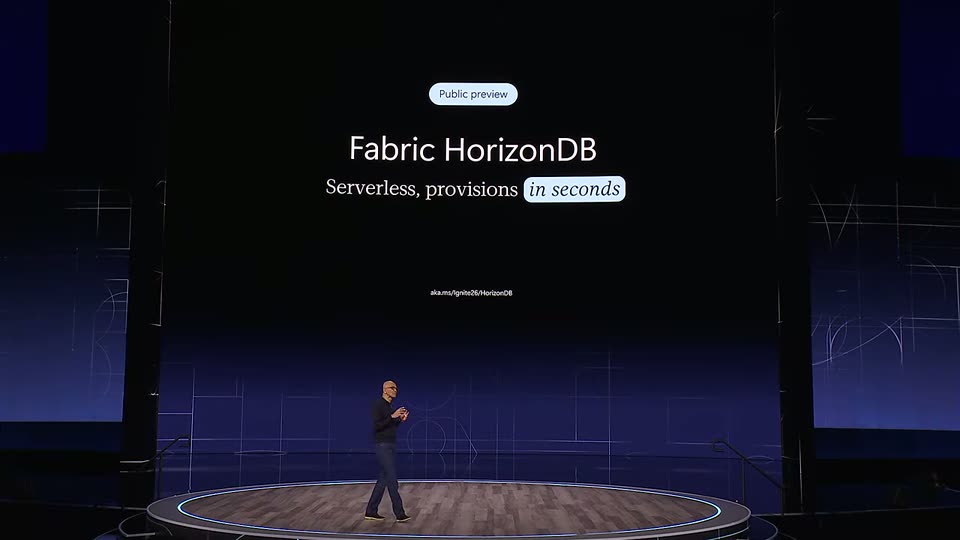 Public preview
Fabric HorizonDB
Serverless, provisions in seconds
aka.ms/Ignite26/HorizonDB